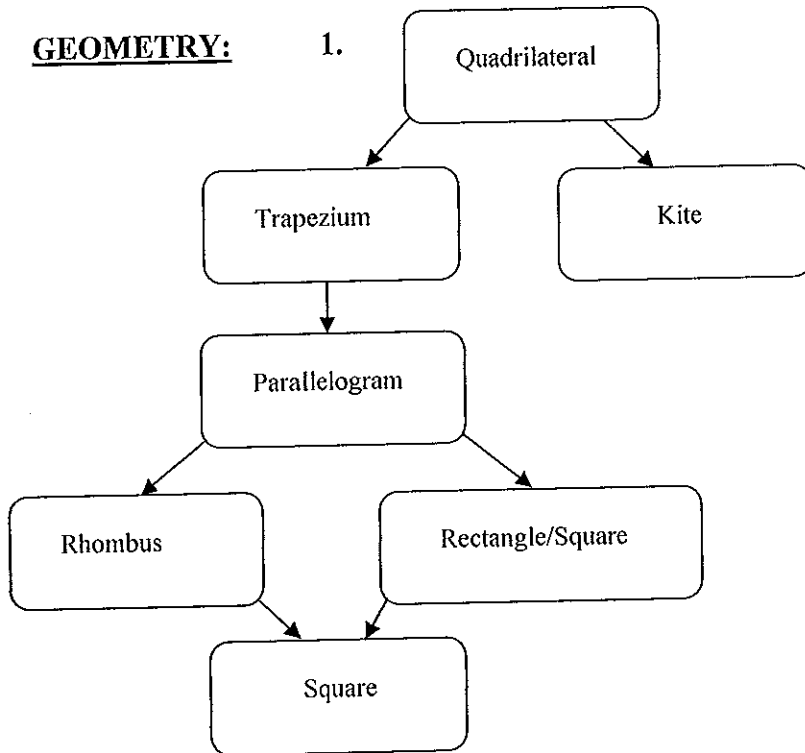 GEOMETRY: 1.
Quadrilateral
Trapezium
Kite
Parallelogram
Rhombus
Rectangle/Square
Square